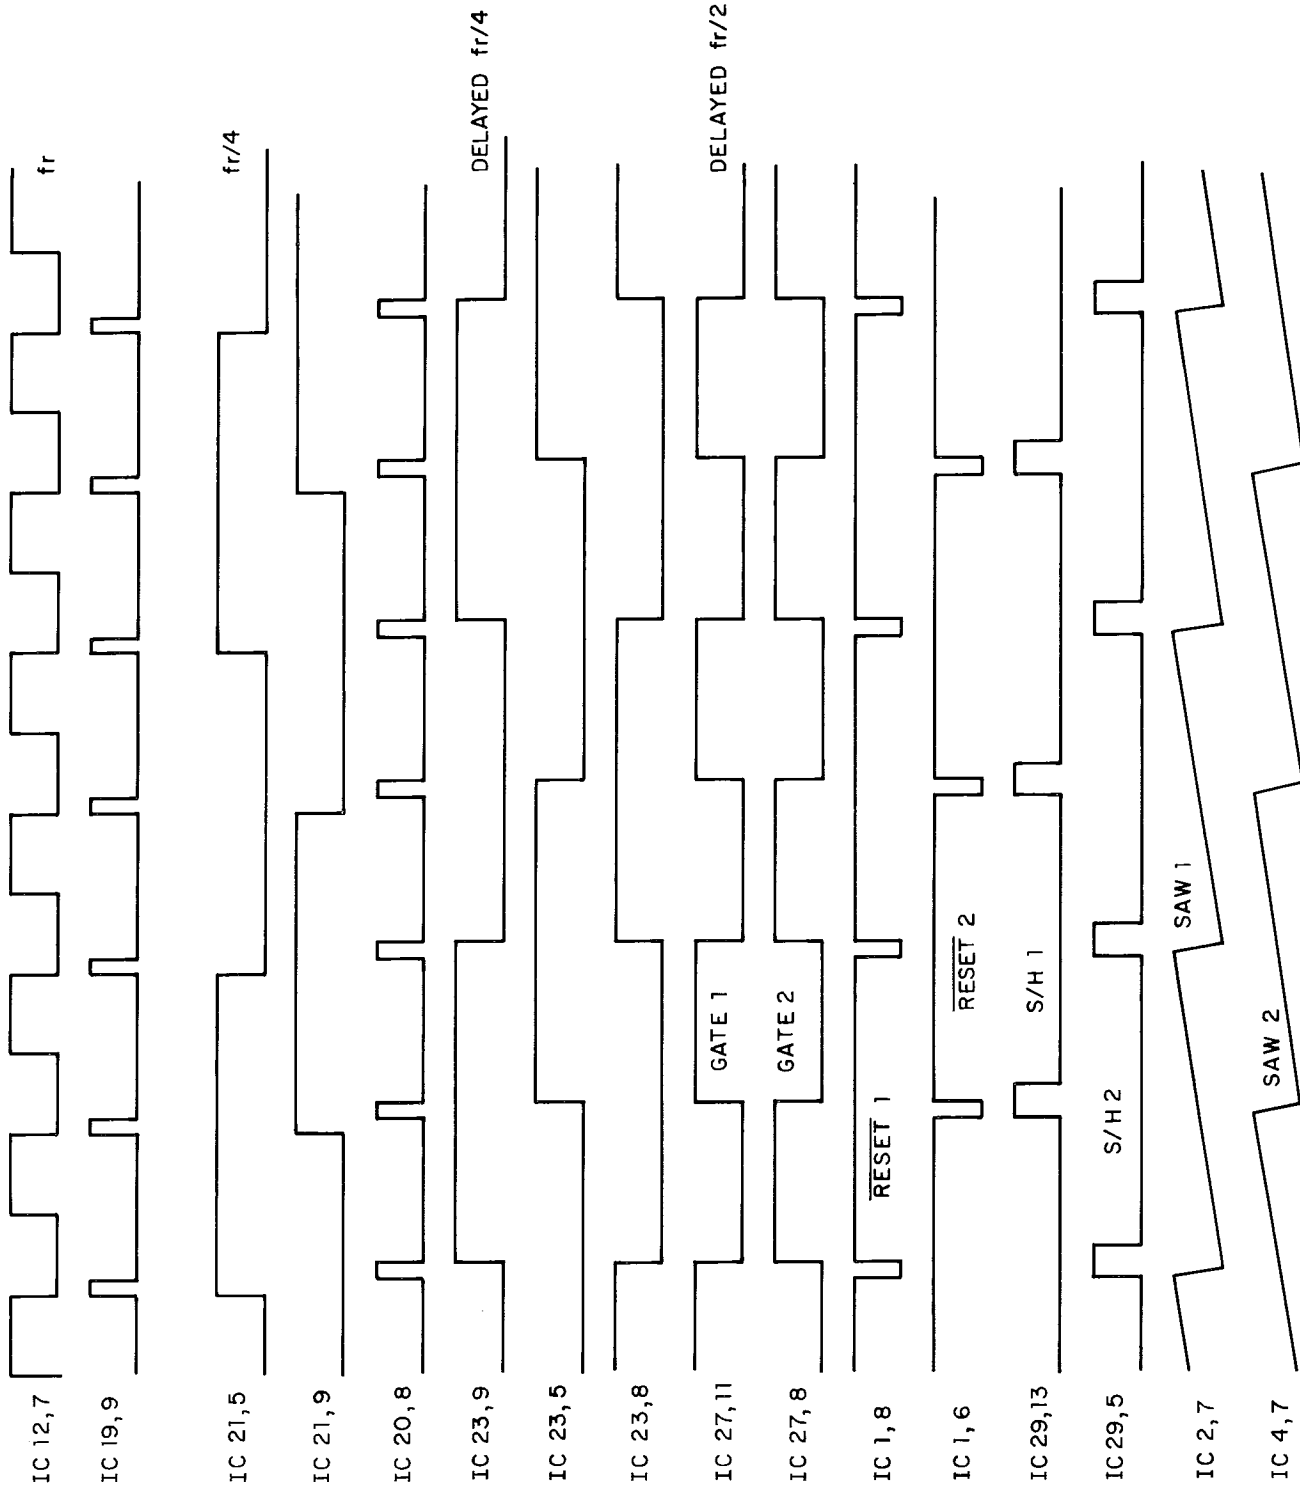 IC 12,7
fr
IC 19,9
IC 21,5
fr/4
IC 21,9
IC 20,8
IC 23,9
DELAYED fr/4
IC 23,5
IC 23,8
IC 27,11
GATE 1
DELAYED fr/2
IC 27,8
GATE 2
IC 1,8
RESET 1
IC 1,6
RESET 2
IC 29,13
S/H 1
IC 29,5
S/H 2
IC 2,7
SAW 1
IC 4,7
SAW 2